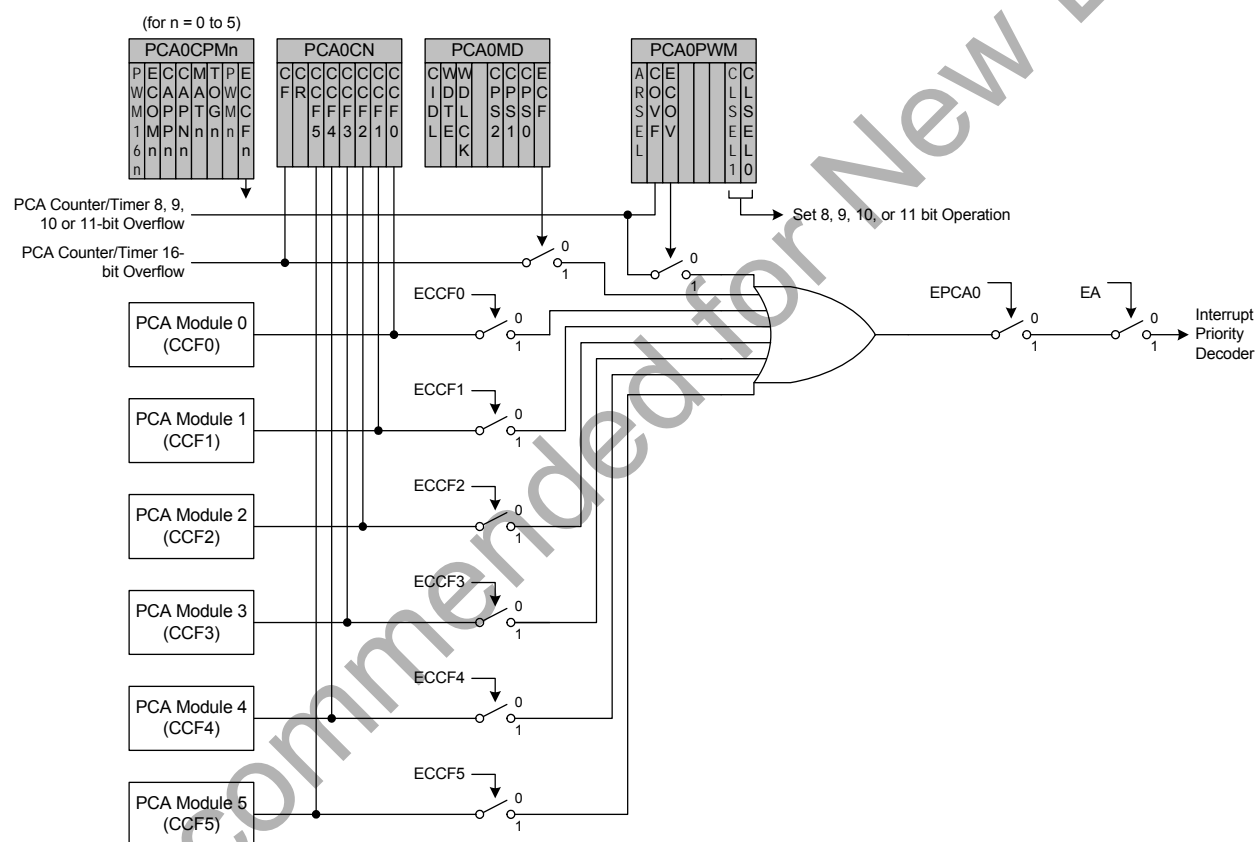 (for n = 0 to 5)
PCA0CPMn
PWM16n
ECOMn
CAPPn
CAPNn
MATn
TOGn
PWMn
ECCFn
PCA0CN
CF
CR
CCF5
CCF4
CCF3
CCF2
CCF1
CCF0
PCA0MD
CIDL
WDTE
WDLCK
CPS2
CPS1
CPS0
ECF
PCA0PWM
ARSEL
COVF
ECOV
CLSEL1
CLSEL0
PCA Counter/Timer 8, 9,
10 or 11-bit Overflow
Set 8, 9, 10, or 11 bit Operation
PCA Counter/Timer 16-
bit Overflow
0
1
0
1
PCA Module 0
(CCF0)
ECCF0
0
1
EPCA0
0
1
EA
0
1
Interrupt
Priority
Decoder
PCA Module 1
(CCF1)
ECCF1
0
1
PCA Module 2
(CCF2)
ECCF2
0
1
PCA Module 3
(CCF3)
ECCF3
0
1
PCA Module 4
(CCF4)
ECCF4
0
1
PCA Module 5
(CCF5)
ECCF5
0
1
commended for New